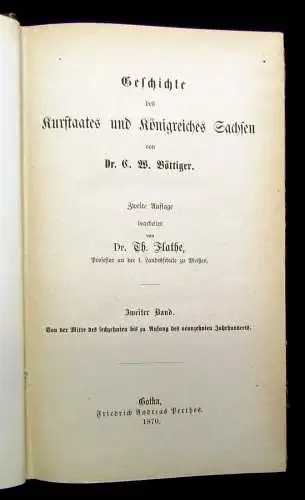 Geschichte
des
Kurstaates und Königreiches Sachsen
von
Dr. C. W. Böttiger.
Zweite Auflage
bearbeitet
von
Dr. Th. Flathe,
Professor an der k. Landesschule zu Meißen.
Zweiter Band.
Von der Mitte des sechzehnten bis zu Anfang des neunzehnten Jahrhunderts.
Gotha,
Friedrich Andreas Perthes.
1870.